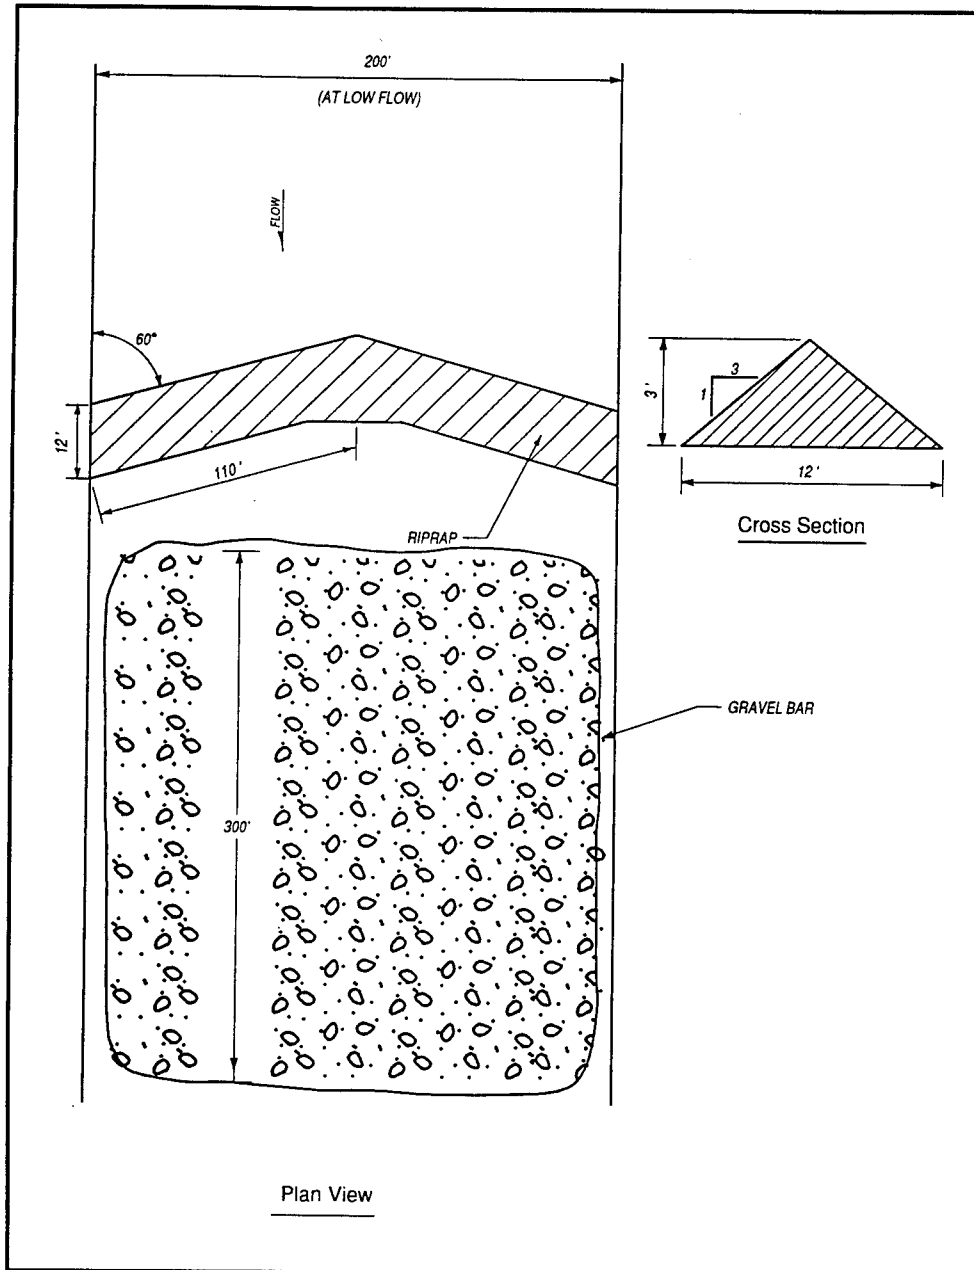 200'
(AT LOW FLOW)
FLOW
60°
12'
110'
RIPRAP
3'
1
3
12'
Cross Section
GRAVEL BAR
300'
Plan View